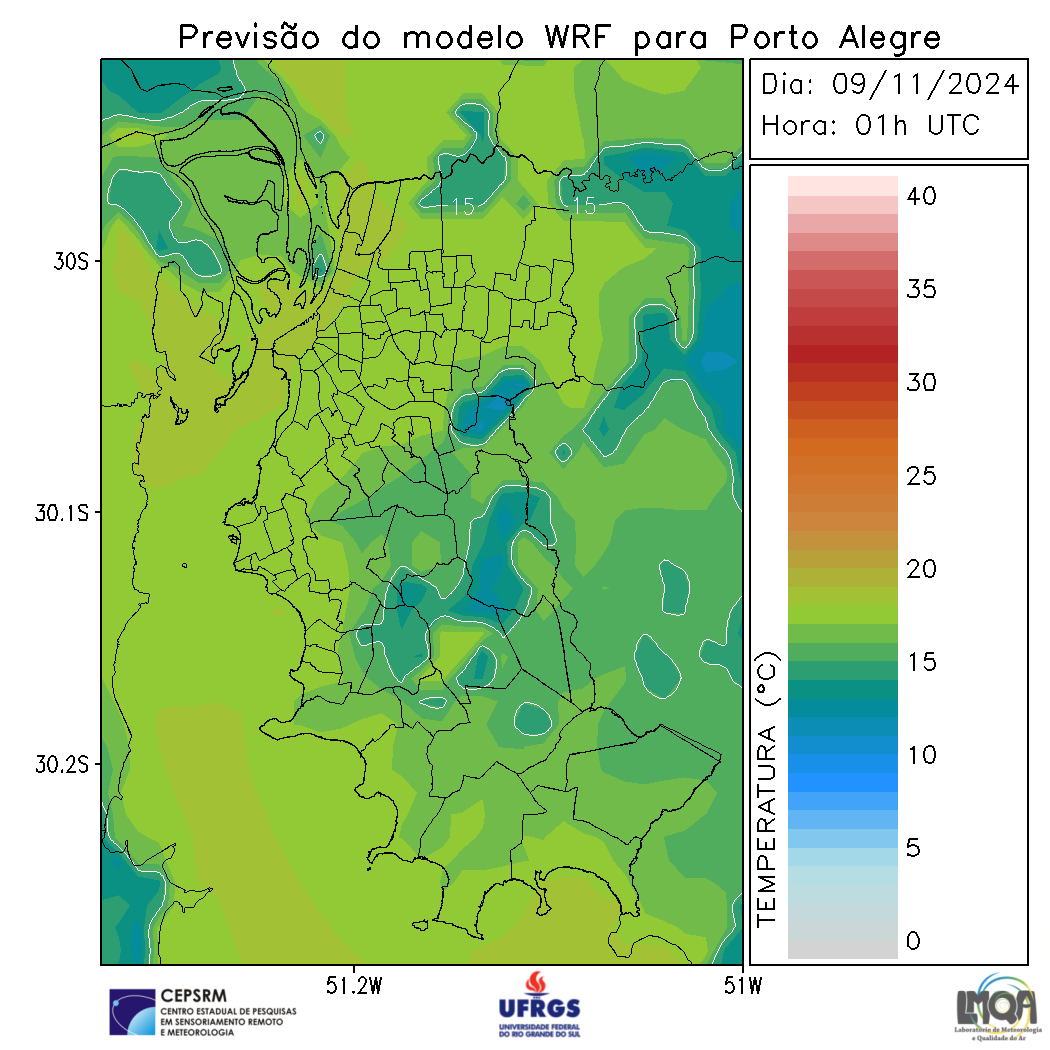 Previsão do modelo WRF para Porto Alegre
Dia: 09/11/2024
Hora: 01h UTC
30S
30.1S
30.2S
51.2W
51W
15
15
TEMPERATURA (°C)
40
35
30
25
20
15
10
5
0
CEPSRM
CENTRO ESTADUAL DE PESQUISAS
EM SENSORIAMENTO REMOTO
E METEOROLOGIA
UFRGS
UNIVERSIDADE FEDERAL
DO RIO GRANDE DO SUL
LMQA
Laboratório de Meteorologia
e Qualidade do Ar